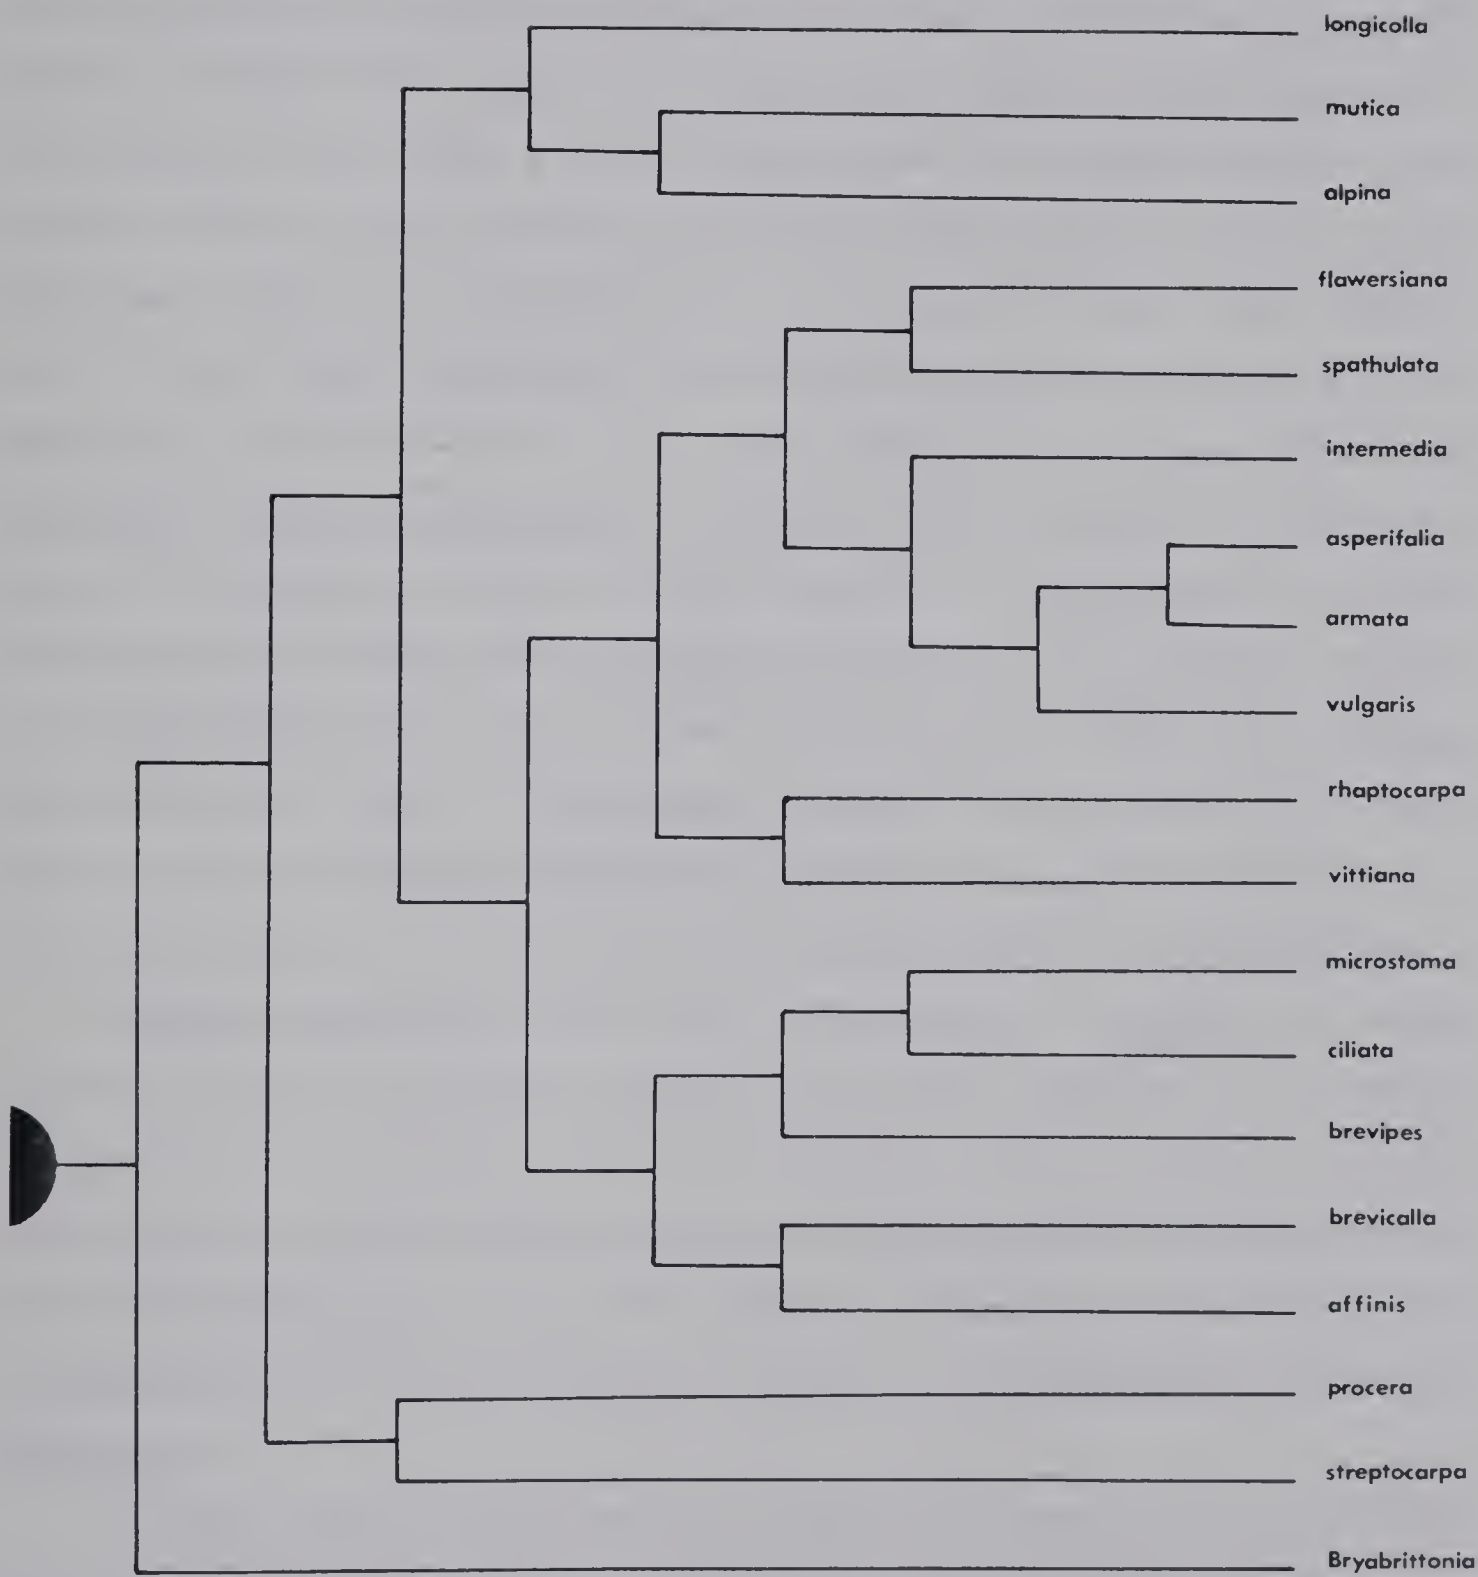 longicolla
mutica
alpina
flawersiana
spathulata
intermedia
asperifalia
armata
vulgaris
rhaptocarpa
vittiana
microstoma
ciliata
brevipes
brevicalla
affinis
procera
streptocarpa
Bryabrittonia